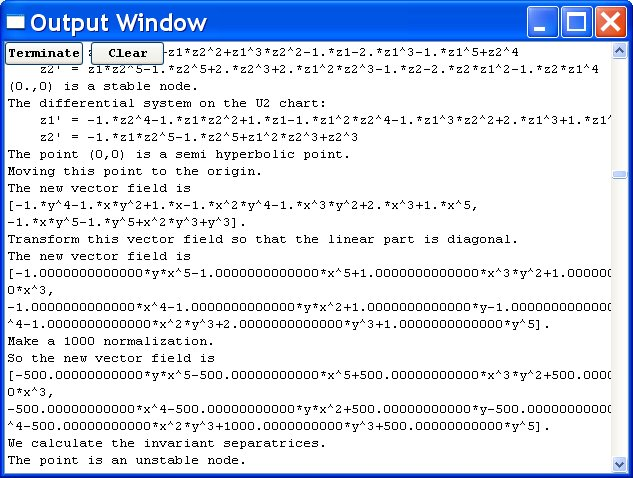 Output Window
Terminate Clear z1*z2^2+z1^3*z2^2-1.*z1-2.*z1^3-1.*z1^5+z2^4
z2' = z1*z2^5-1.*z2^5+2.*z2^3+2.*z1^2*z2^3-1.*z2-2.*z2*z1^2-1.*z2*z1^4
(0.,0) is a stable node.
The differential system on the U2 chart:
z1' = -1.*z2^4-1.*z1*z2^2+1.*z1-1.*z1^2*z2^4-1.*z1^3*z2^2+2.*z1^3+1.*z1^
z2' = -1.*z1*z2^5-1.*z2^5+z1^2*z2^3+z2^3
The point (0,0) is a semi hyperbolic point.
Moving this point to the origin.
The new vector field is
[-1.*y^4-1.*x*y^2+1.*x-1.*x^2*y^4-1.*x^3*y^2+2.*x^3+1.*x^5,
-1.*x*y^5-1.*y^5+x^2*y^3+y^3].
Transform this vector field so that the linear part is diagonal.
The new vector field is
[-1.0000000000000*y*x^5-1.0000000000000*x^5+1.0000000000000*x^3*y^2+1.000000
0*x^3,
-1.0000000000000*x^4-1.0000000000000*y*x^2+1.0000000000000*y-1.0000000000000
^4-1.0000000000000*x^2*y^3+2.0000000000000*y^3+1.0000000000000*y^5].
Make a 1000 normalization.
So the new vector field is
[-500.00000000000*y*x^5-500.00000000000*x^5+500.00000000000*x^3*y^2+500.0000
0*x^3,
-500.00000000000*x^4-500.00000000000*y*x^2+500.00000000000*y-500.00000000000
^4-500.00000000000*x^2*y^3+1000.0000000000*y^3+500.00000000000*y^5].
We calculate the invariant separatrices.
The point is an unstable node.